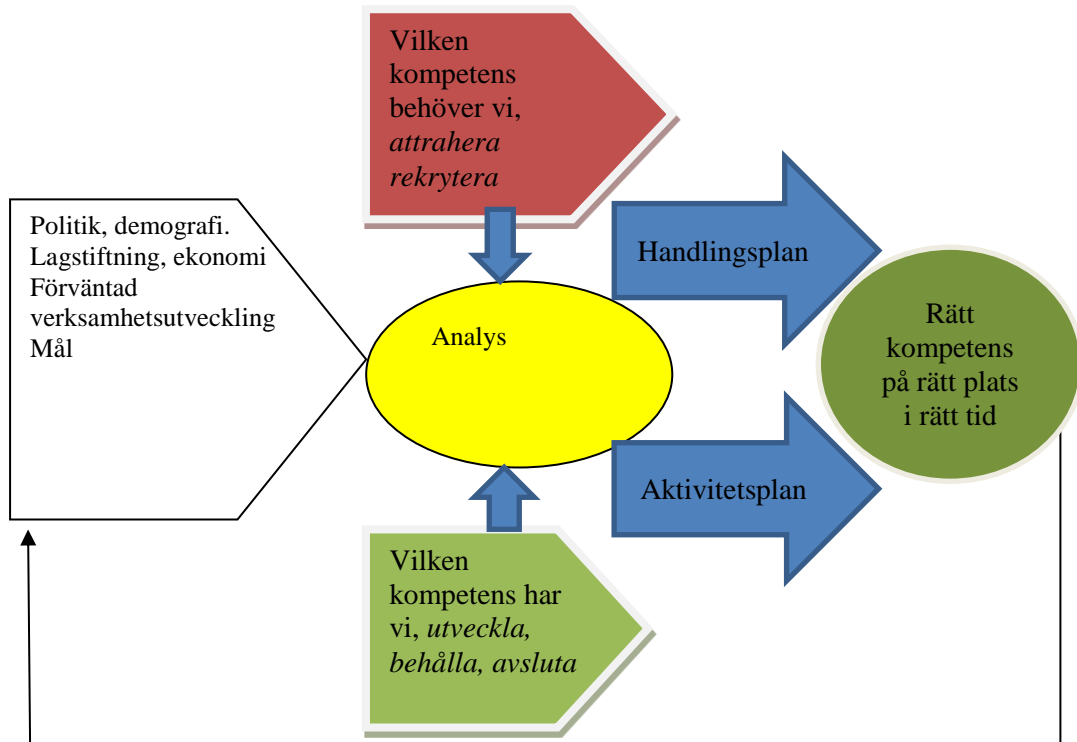 Vilken
kompetens
behöver vi,
attrahera
rekrytera
Politik, demografi.
Lagstiftning, ekonomi
Förväntad
verksamhetsutveckling
Mål
Analys
Handlingsplan
Aktivitetsplan
Rätt
kompetens
på rätt plats
i rätt tid
Vilken
kompetens har
vi, utveckla,
behålla, avsluta